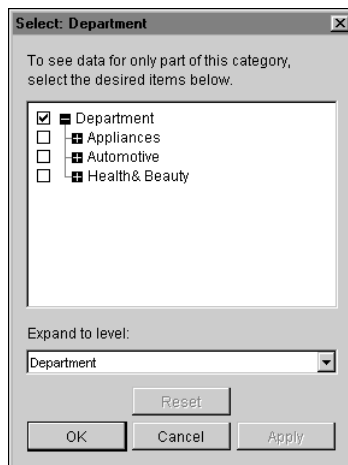 Select: Department
To see data for only part of this category,
select the desired items below.
Department
Appliances
Automotive
Health& Beauty
Expand to level:
Department
Reset
OK Cancel Apply